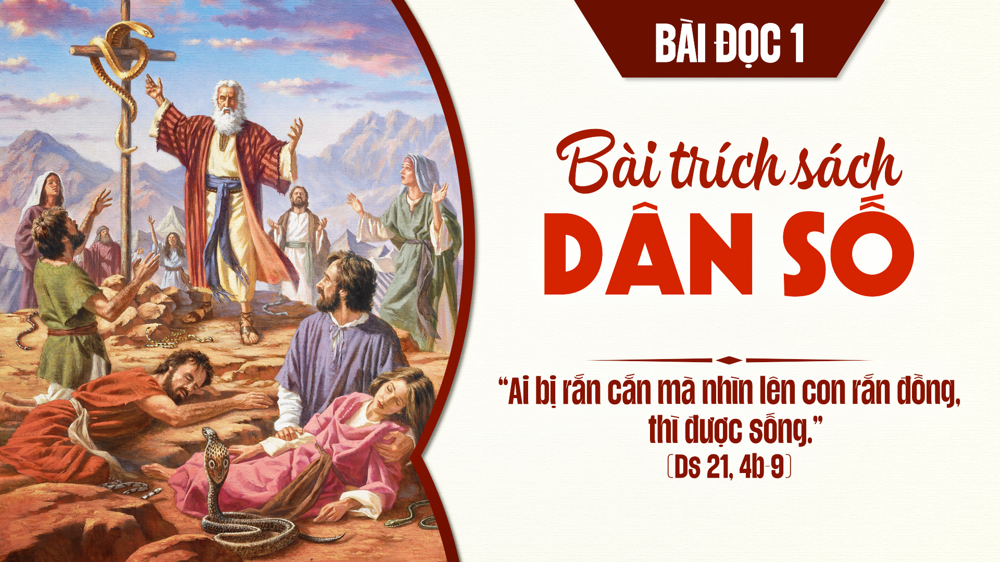 BÀI ĐỌC 1
Bài trích sách
DÂN SỐ
“Ai bị rắn cắn mà nhìn lên con rắn đồng,
thì được sống.”
(Ds 21, 4b-9)